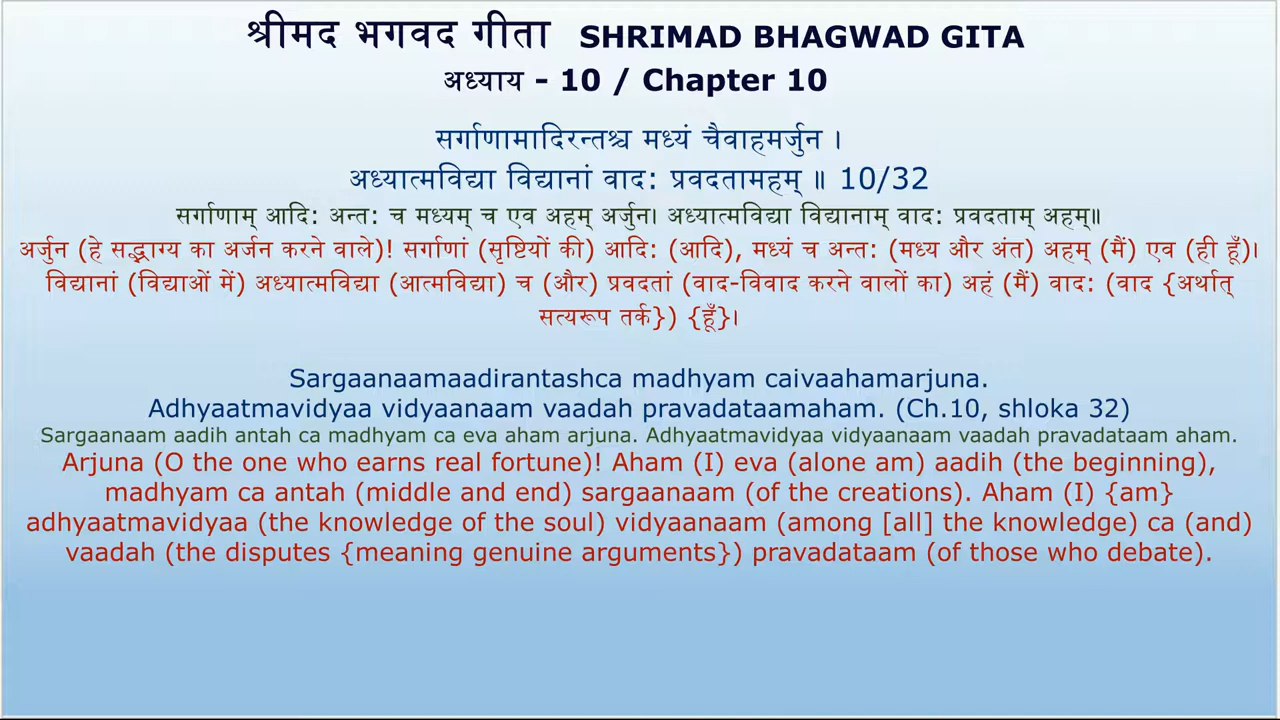 श्रीमद भगवद गीता SHRIMAD BHAGWAD GITA
अध्याय - 10 / Chapter 10
सर्गाणामादिरन्तश्च मध्यं चैवाहमर्जुन ।
अध्यात्मविद्या विद्यानां वाद: प्रवदतामहम् ॥ 10/32
सर्गाणाम् आदि: अन्त: च मध्यम् च एव अहम् अर्जुन। अध्यात्मविद्या विद्यानाम् वाद: प्रवदताम् अहम्॥
अर्जुन (हे सद्भाग्य का अर्जन करने वाले)! सर्गाणां (सृष्टियों की) आदि: (आदि), मध्यं च अन्त: (मध्य और अंत) अहम् (मैं) एव (ही हूँ)।
विद्यानां (विद्याओं में) अध्यात्मविद्या (आत्मविद्या) च (और) प्रवदतां (वाद-विवाद करने वालों का) अहं (मैं) वाद: (वाद {अर्थात्
सत्यरूप तर्क}) {हूँ}।
Sargaanaamaadirantashca madhyam caivaahamarjuna.
Adhyaatmavidyaa vidyaanaam vaadah pravadataamaham. (Ch.10, shloka 32)
Sargaanaam aadih antah ca madhyam ca eva aham arjuna. Adhyaatmavidyaa vidyaanaam vaadah pravadataam aham.
Arjuna (O the one who earns real fortune)! Aham (I) eva (alone am) aadih (the beginning),
madhyam ca antah (middle and end) sargaanaam (of the creations). Aham (I) {am}
adhyaatmavidyaa (the knowledge of the soul) vidyaanaam (among [all] the knowledge) ca (and)
vaadah (the disputes {meaning genuine arguments}) pravadataam (of those who debate).